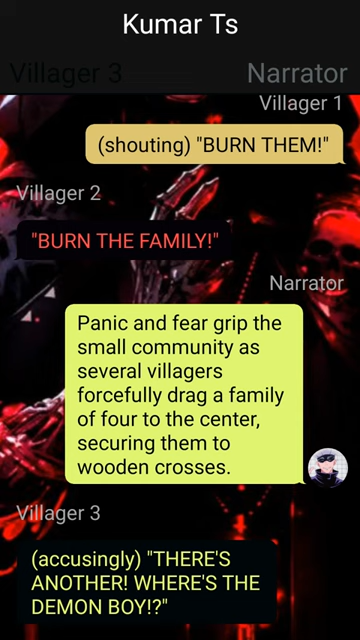 Kumar Ts
Villager 3
Narrator
Villager 1
(shouting) "BURN THEM!"
Villager 2
"BURN THE FAMILY!"
Narrator
Panic and fear grip the
small community as
several villagers
forcefully drag a family
of four to the center,
securing them to
wooden crosses.
Villager 3
(accusingly) "THERE'S
ANOTHER! WHERE'S THE
DEMON BOY!?"